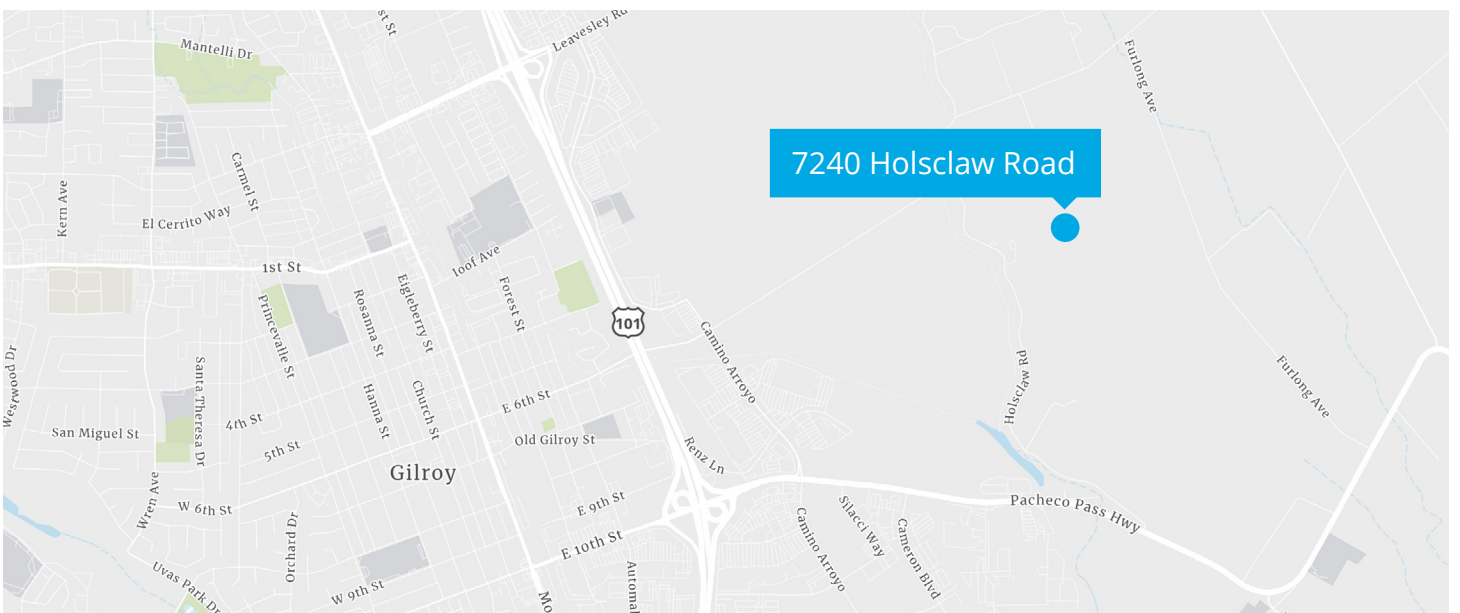 st St
Leavesley Rd
Mantelli Dr
Furlong Ave
7240 Holsclaw Road
Carmel St
Kern Ave
El Cerrito Way
Ioof Ave
1st St
Eigleberry St
Forest St
Rosanna St
Princevalle St
101
Camino Arroyo
Holsclaw Rd
Furlong Ave
Westwood Dr
Santa Theresa Dr
Hanna St
Church St
E 6th St
4th St
San Miguel St
Old Gilroy St
5th St
Renz Ln
Gilroy
Wren Ave
W 6th St
E 9th St
Pacheco Pass Hwy
Silacci Way
Camino Arroyo
Cameron Blvd
Orchard Dr
E 10th St
Uvas Park Dr
W 9th St
Mo
Automal